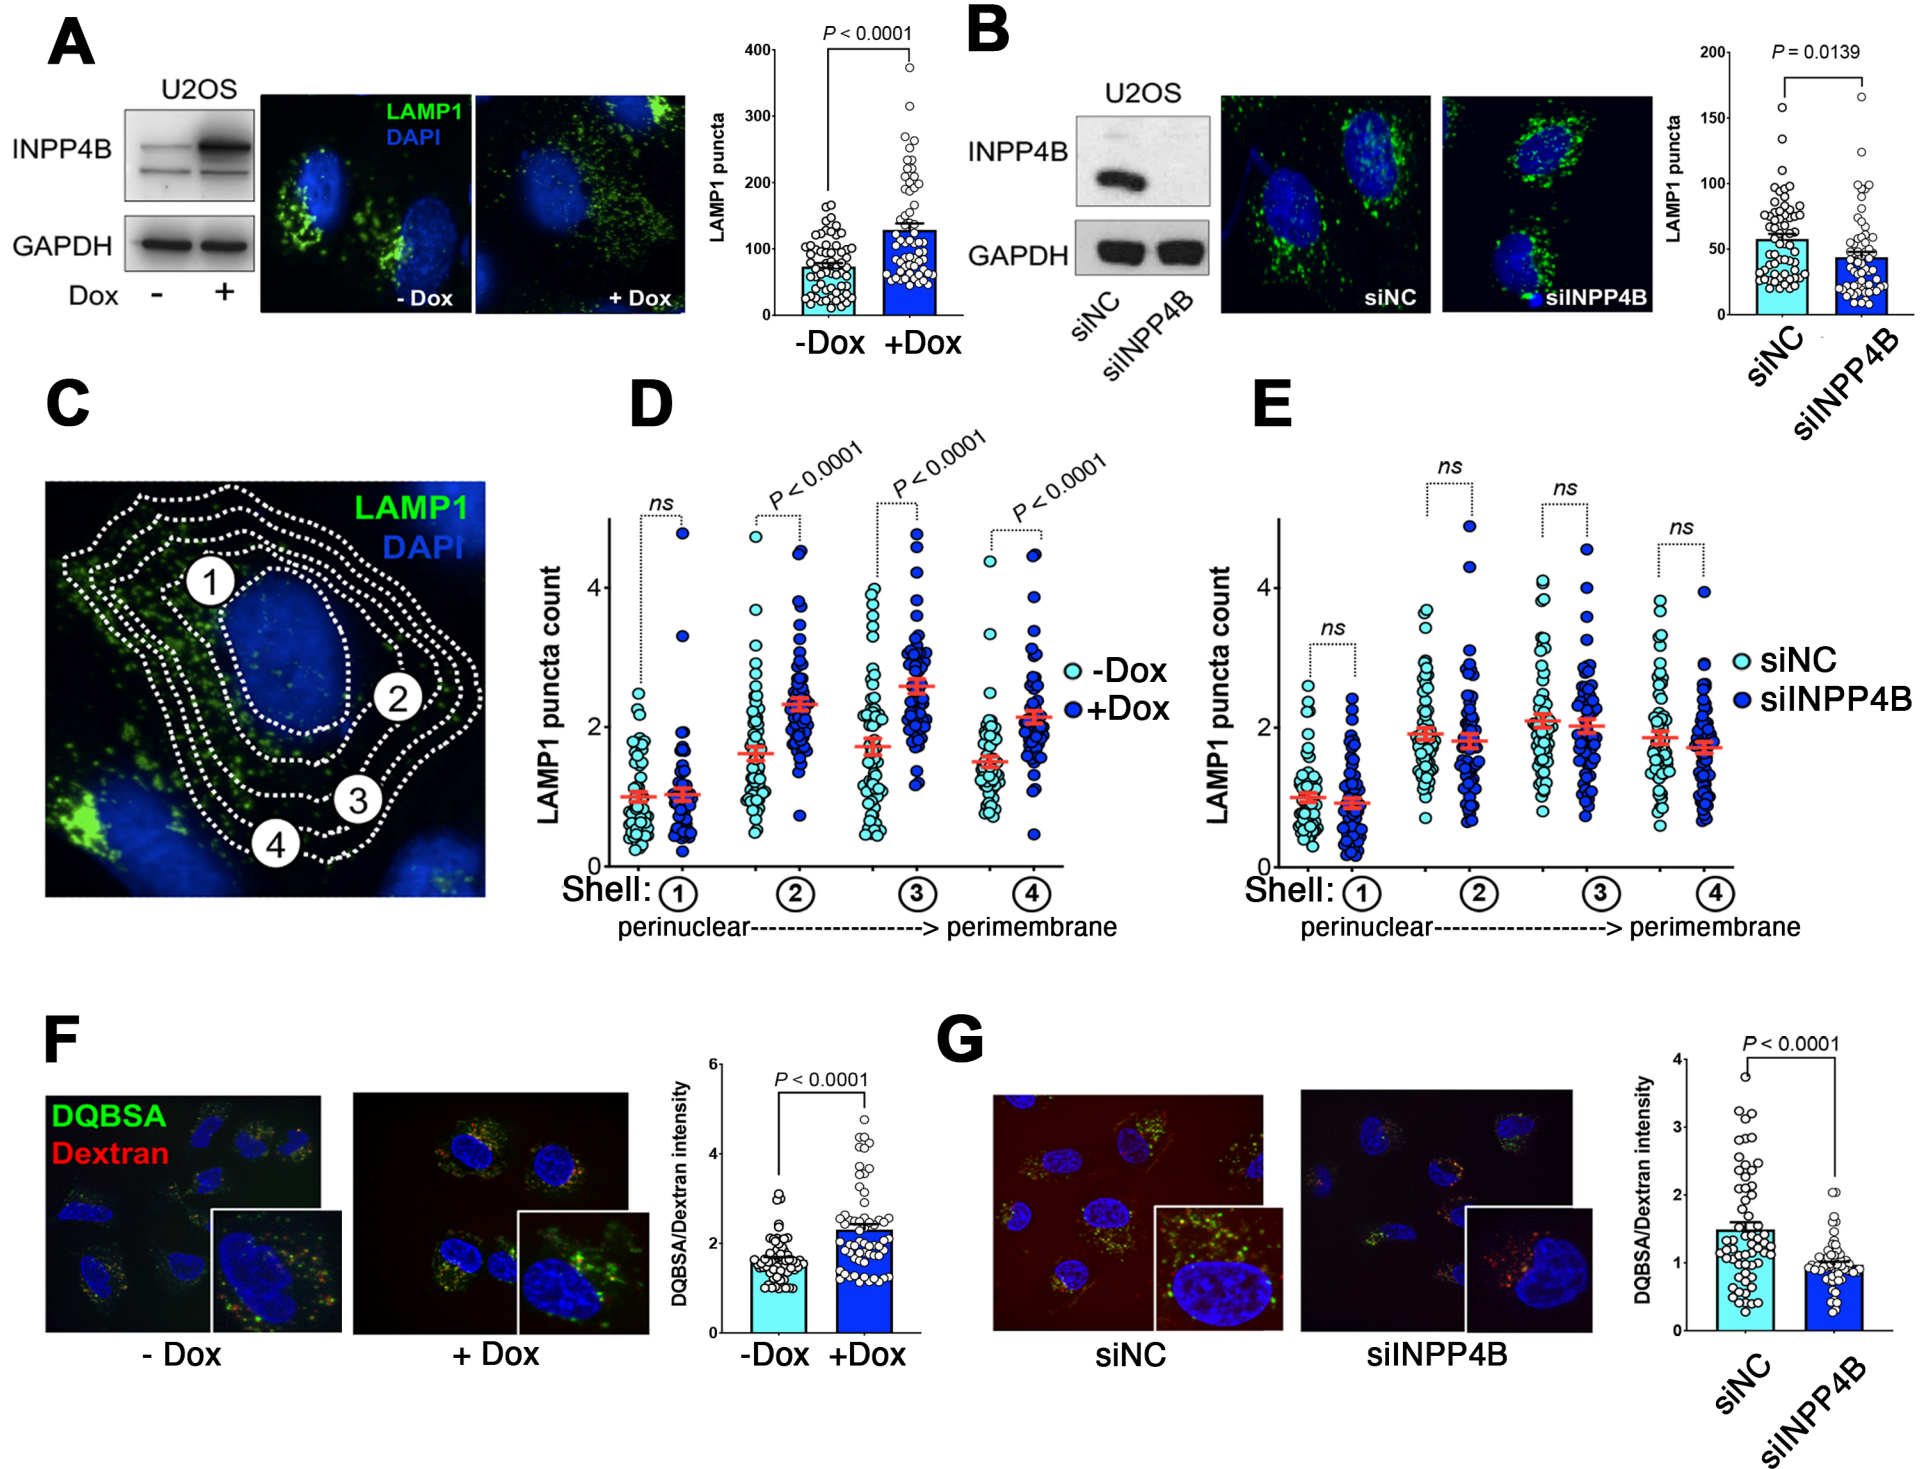 A
U2OS
INPP4B
GAPDH
Dox - +
LAMP1
DAPI
- Dox
+ Dox
P < 0.0001
LAMP1 puncta
400
300
200
100
0
-Dox +Dox
B
U2OS
INPP4B
GAPDH
siNC
siINPP4B
siNC
siINPP4B
P = 0.0139
LAMP1 puncta
200
150
100
50
0
siNC
siINPP4B
C
LAMP1
DAPI
1
2
3
4
D
ns
P < 0.0001
P < 0.0001
P < 0.0001
LAMP1 puncta count
4
2
0
-Dox
+Dox
Shell: 1 2 3 4
perinuclear-------------------> perimembrane
E
ns
ns
ns
ns
LAMP1 puncta count
4
2
0
siNC
siINPP4B
Shell: 1 2 3 4
perinuclear-------------------> perimembrane
F
DQBSA
Dextran
- Dox
+ Dox
P < 0.0001
DQBSA/Dextran intensity
6
4
2
0
-Dox +Dox
G
siNC
siINPP4B
P < 0.0001
DQBSA/Dextran intensity
4
3
2
1
0
siNC
siINPP4B